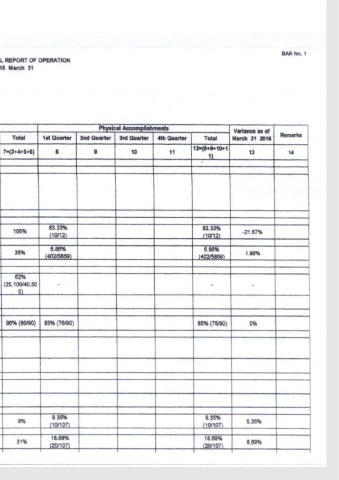 BAR No. 1
L REPORT OF OPERATION
March 31
Physical Accomplishments
Variance as of March 31 2018
Remarks
Total 1st Quarter 2nd Quarter 3rd Quarter 4th Quarter Total
7=(3+4+5+6) 8 9 10 11 12=(8+9+10+11) 13 14
105% 83.33% (10/12) 83.33% (10/12) -21.67%
35% 6.86% (402/5859) 6.86% (402/5859) 1.86%
62% (25,100/40,500) - - -
96% (86/90) 85% (76/90) 85% (76/90) 0%
9% 9.35% (10/107) 9.35% (10/107) 5.35%
31% 18.69% (20/107) 18.69% (20/107) 8.69%